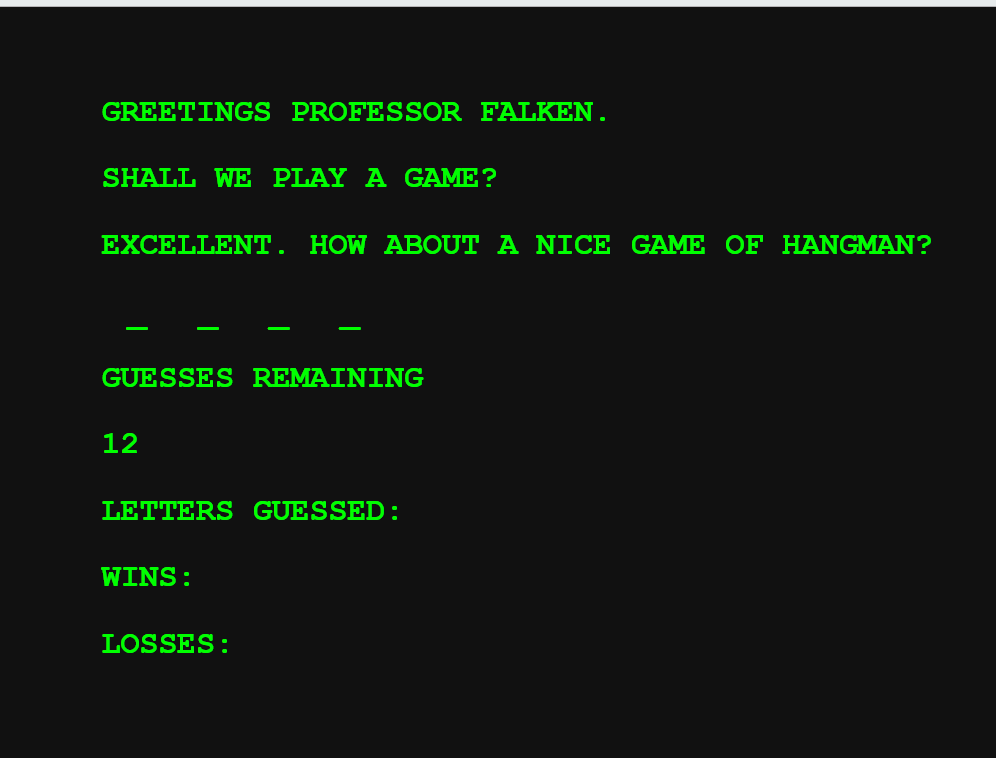 GREETINGS PROFESSOR FALKEN.
SHALL WE PLAY A GAME?
EXCELLENT. HOW ABOUT A NICE GAME OF HANGMAN?
_ _ _ _
GUESSES REMAINING
12
LETTERS GUESSED:
WINS:
LOSSES: